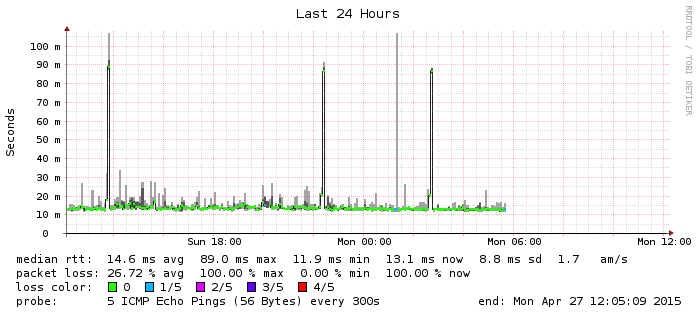 Last 24 Hours
RRDTOOL / TOBI OETIKER
Seconds
100 m
90 m
80 m
70 m
60 m
50 m
40 m
30 m
20 m
10 m
0
Sun 18:00 Mon 00:00 Mon 06:00 Mon 12:00
median rtt: 14.6 ms avg 89.0 ms max 11.9 ms min 13.1 ms now 8.8 ms sd 1.7 am/s
packet loss: 26.72 % avg 100.00 % max 0.00 % min 100.00 % now
loss color: 0 1/5 2/5 3/5 4/5
probe: 5 ICMP Echo Pings (56 Bytes) every 300s end: Mon Apr 27 12:05:09 2015